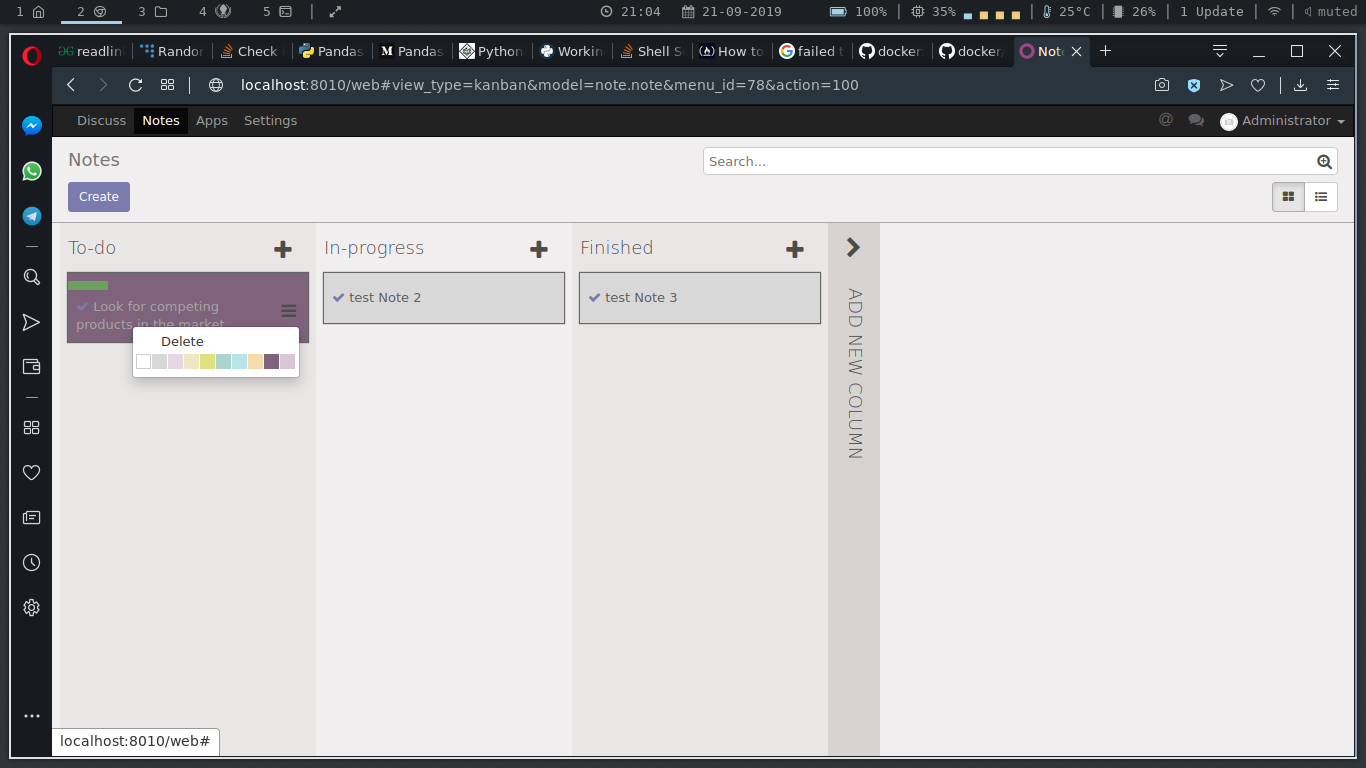 1 2 3 4 5 21:04 21-09-2019 100% 35% 25°C 26% 1 Update muted
readlin Rando Check Pandas Pandas Python Workin Shell S How to failed t docker docker Not
localhost:8010/web#view_type=kanban&model=note.note&menu_id=78&action=100
Discuss Notes Apps Settings @ Administrator
Notes Search...
Create
To-do In-progress Finished
Look for competing
products in the market
test Note 2
test Note 3
Delete
ADD NEW COLUMN
localhost:8010/web#